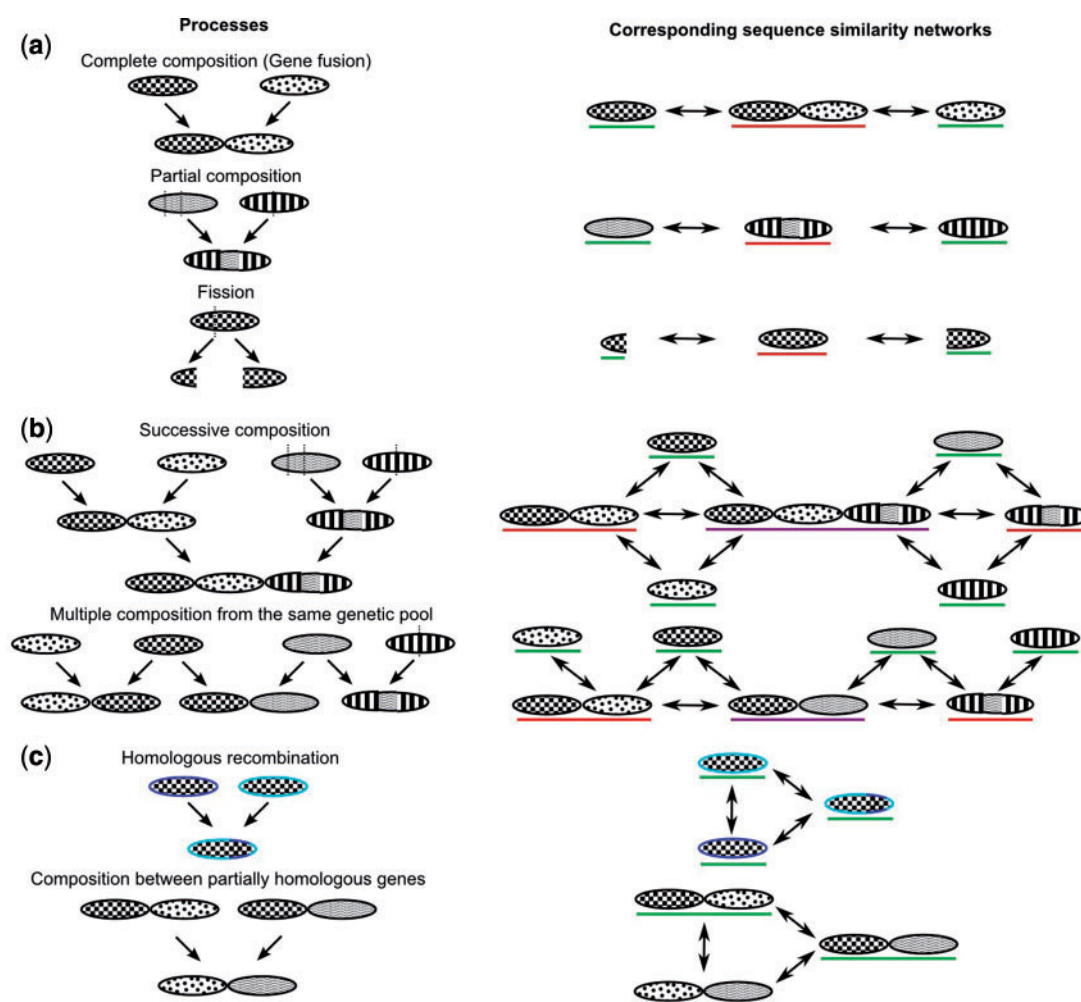 Processes
Corresponding sequence similarity networks
(a)
Complete composition (Gene fusion)
Partial composition
Fission
(b)
Successive composition
Multiple composition from the same genetic pool
(c)
Homologous recombination
Composition between partially homologous genes